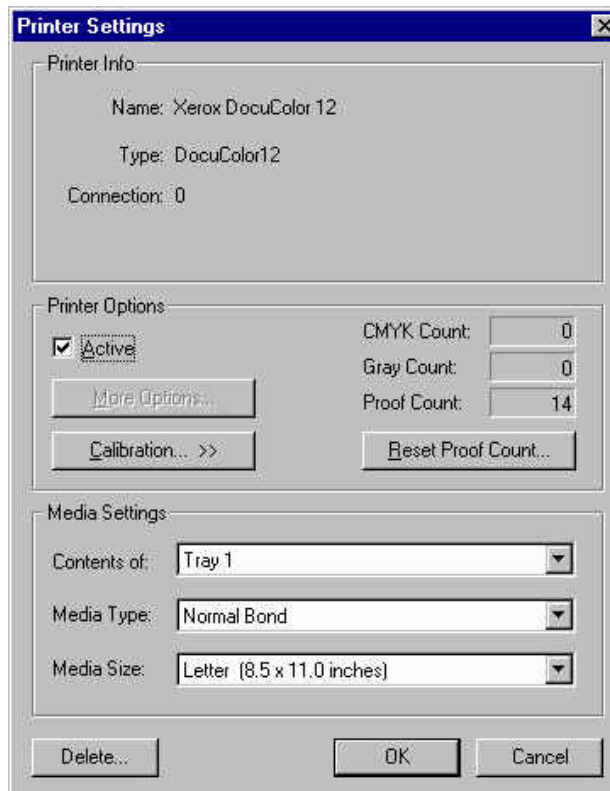 Printer Settings
Printer Info
Name: Xerox DocuColor 12
Type: DocuColor12
Connection: 0
Printer Options
Active
More Options...
Calibration... >>
CMYK Count: 0
Gray Count: 0
Proof Count: 14
Reset Proof Count...
Media Settings
Contents of: Tray 1
Media Type: Normal Bond
Media Size: Letter (8.5 x 11.0 inches)
Delete... OK Cancel